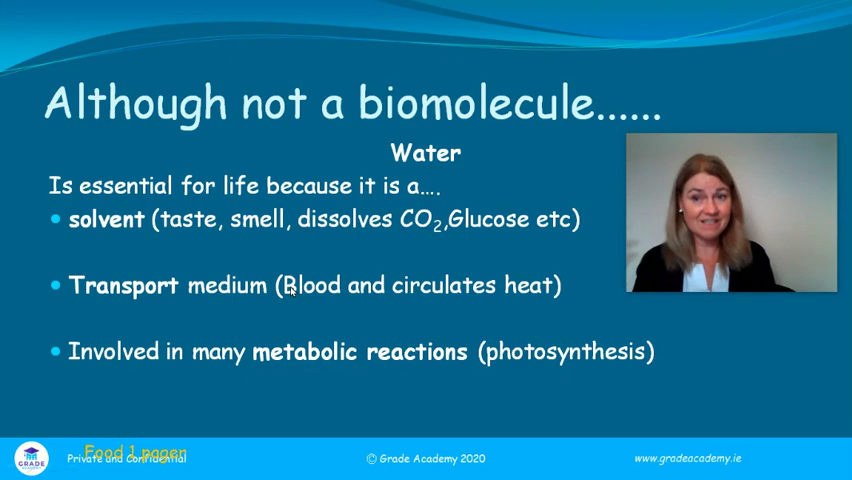 Although not a biomolecule......
Water
Is essential for life because it is a....
• solvent (taste, smell, dissolves CO₂,Glucose etc)
• Transport medium (Blood and circulates heat)
• Involved in many metabolic reactions (photosynthesis)
Food 1 pager
GRADE
Private and Confidential
© Grade Academy 2020
www.gradeacademy.ie